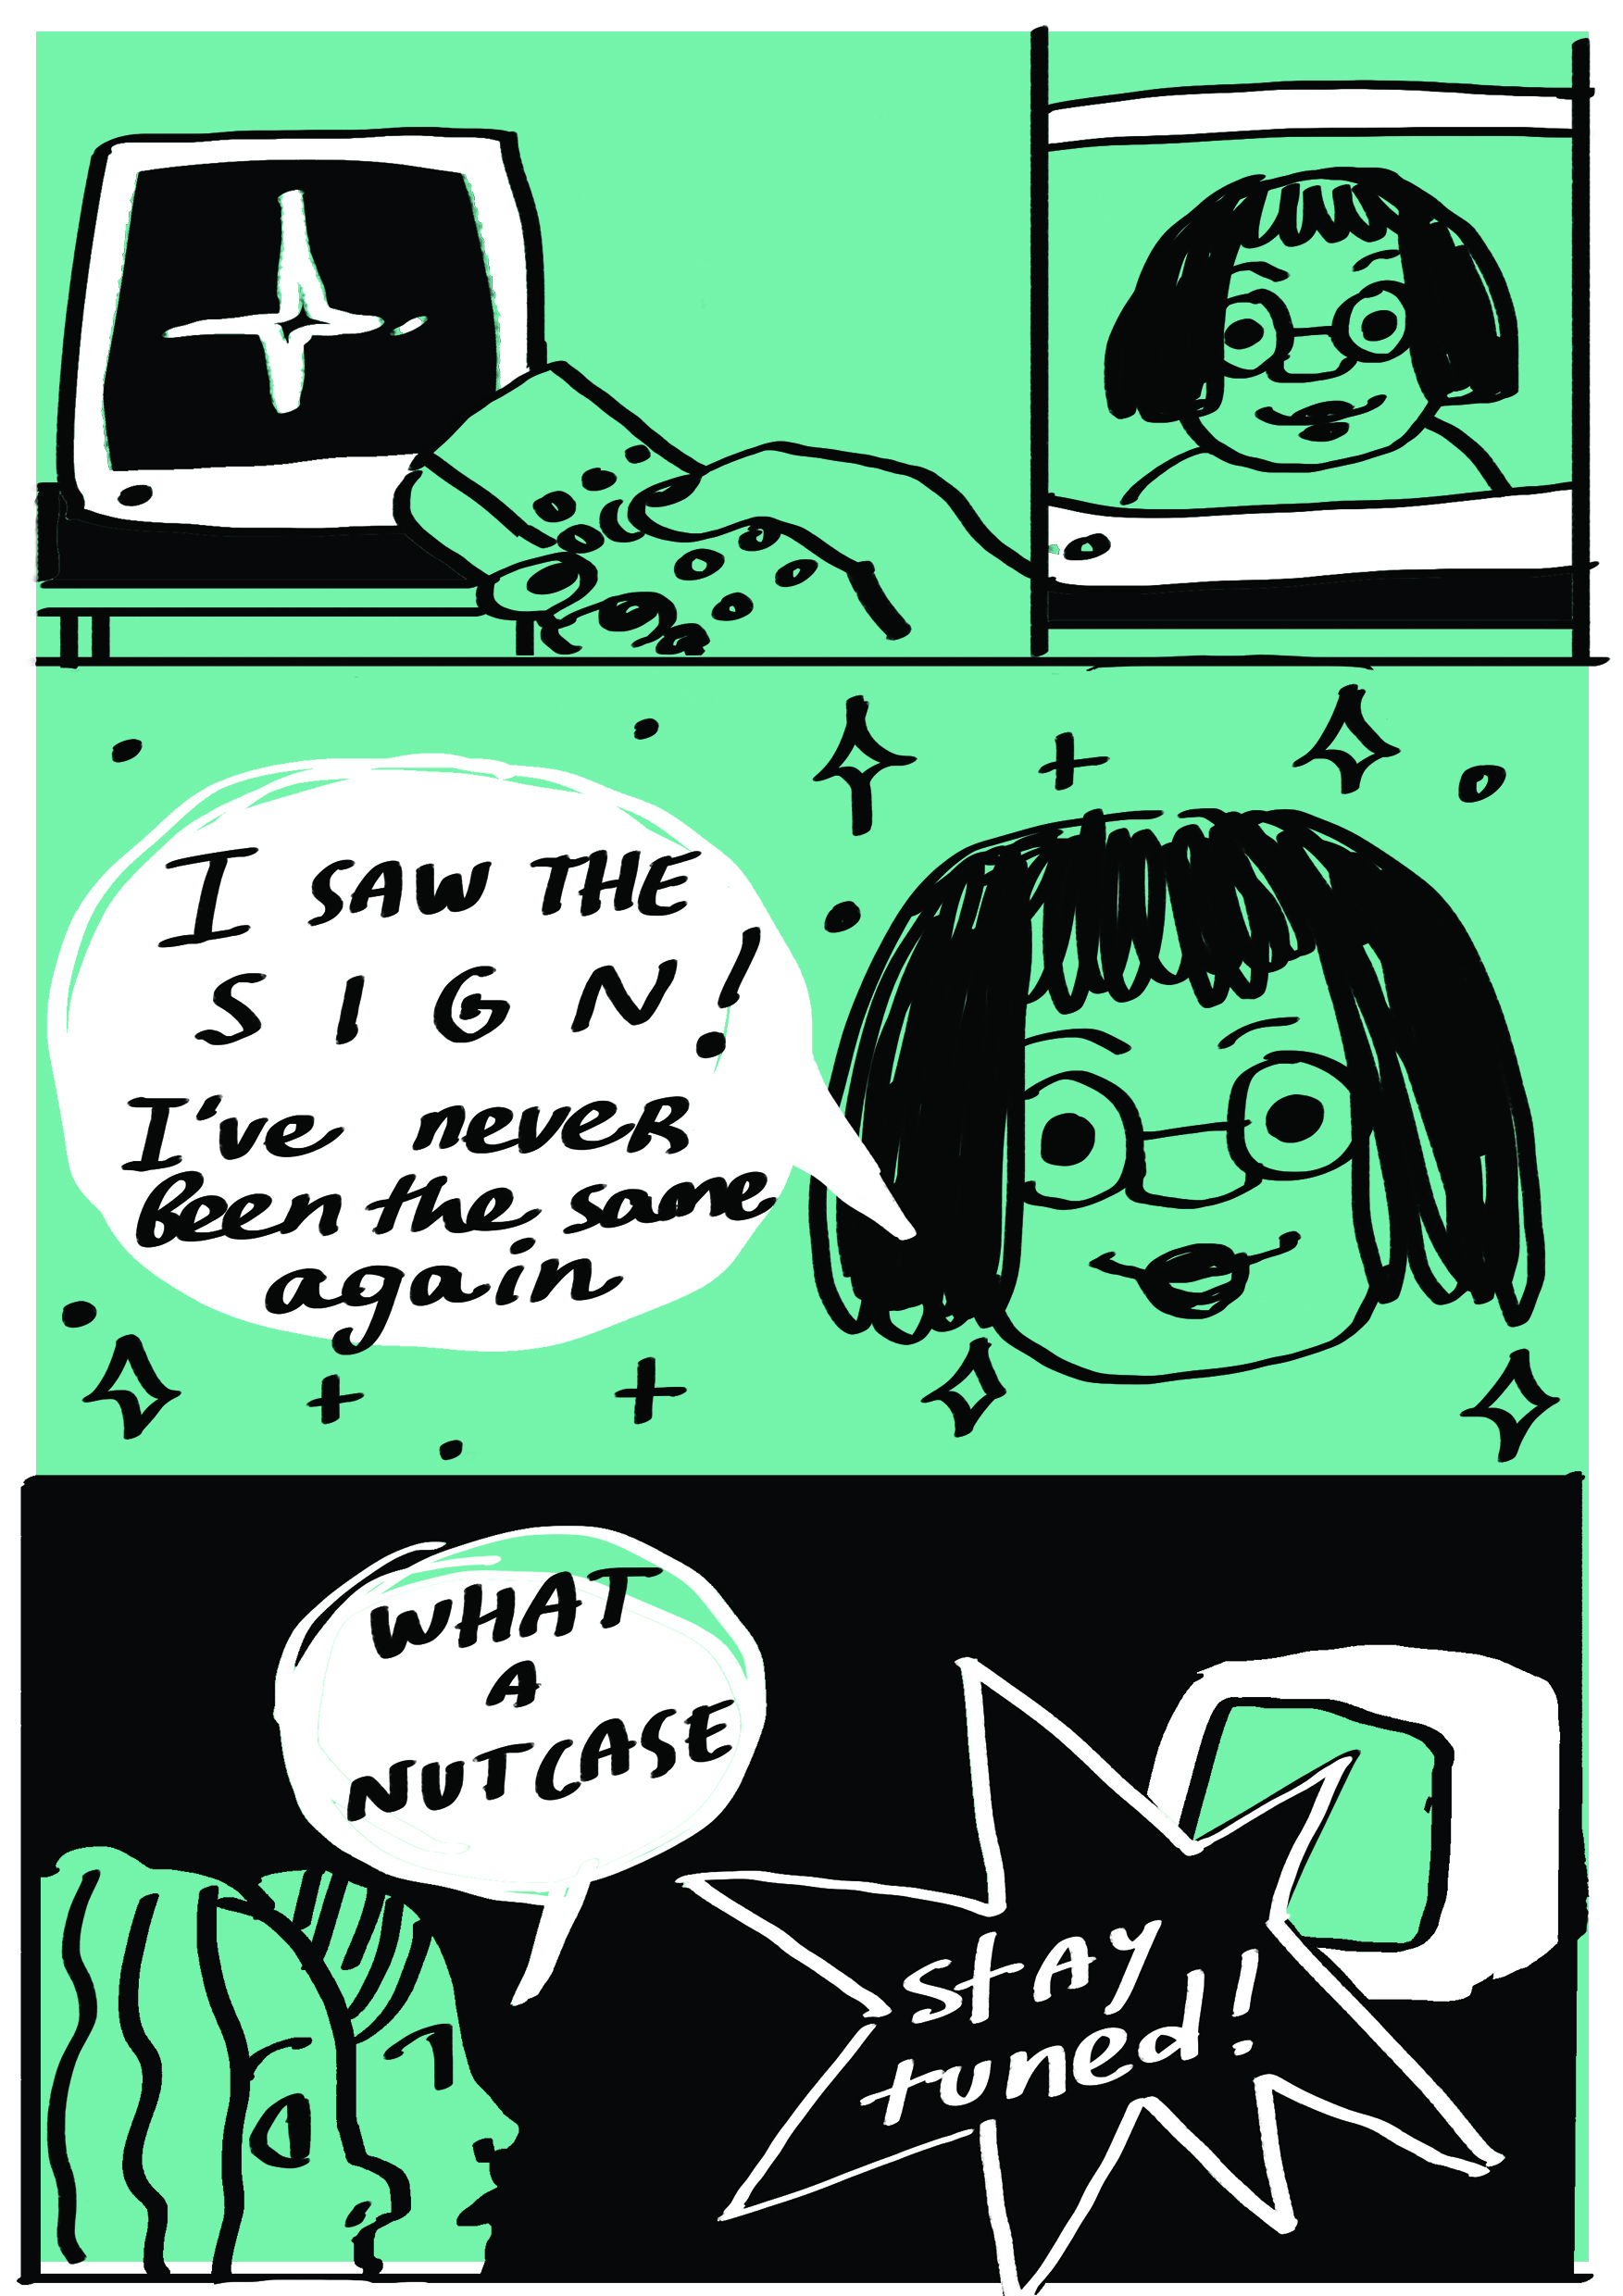 I SAW THE
SIGN!
I've never
been the same
again
WHAT
A
NUTCASE
stay
tuned!